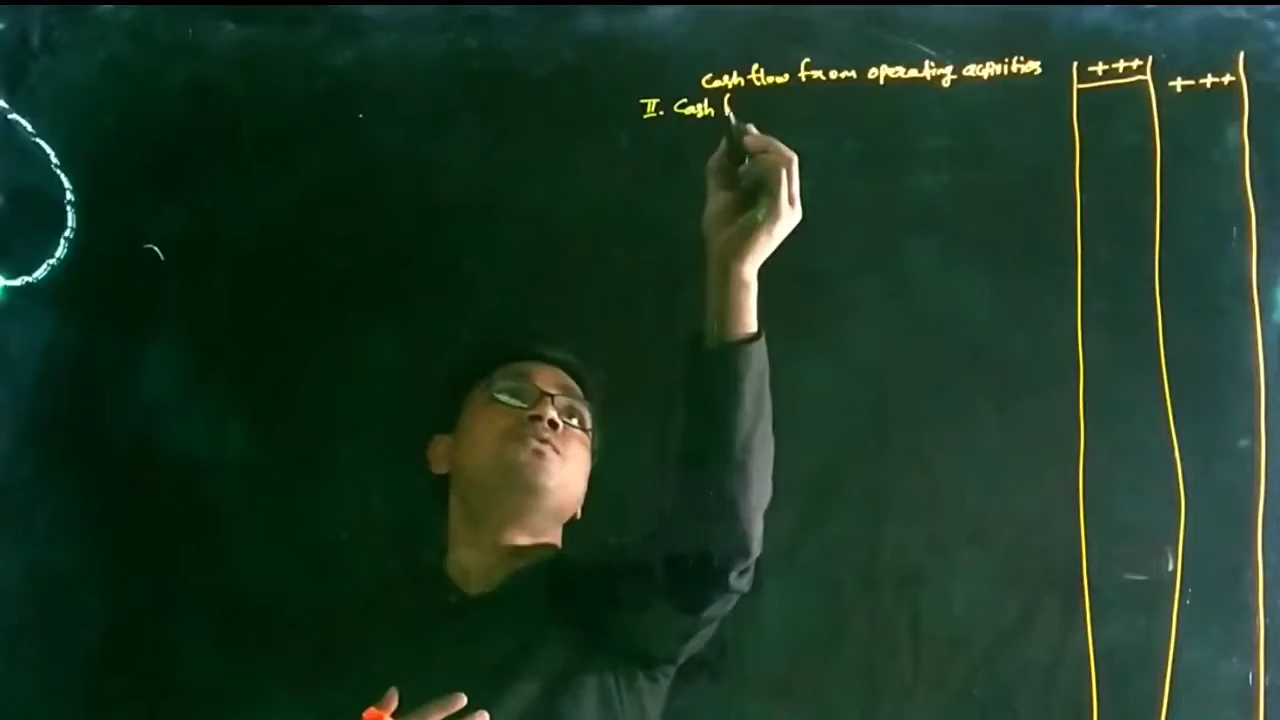 Cash flow from operating activities +++ +++
II. Cash f